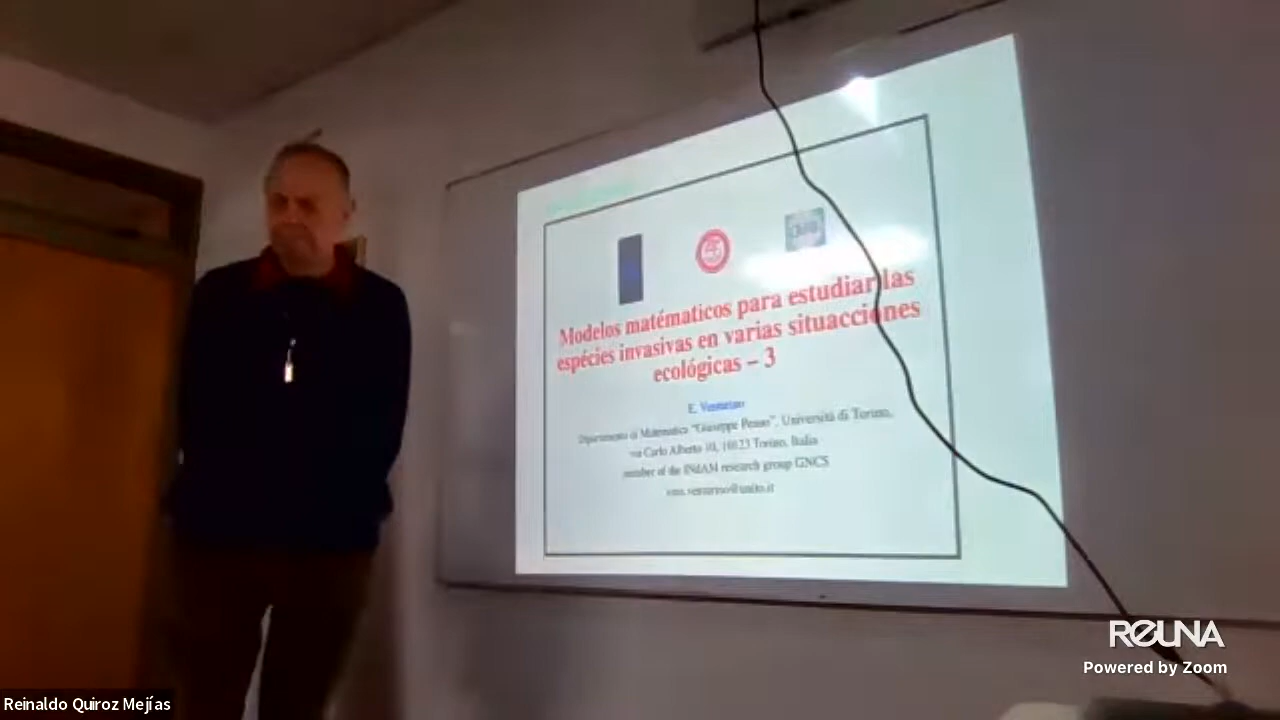 Modelos matématicos para estudiar las
espécies invasivas en varias situacciones
ecológicas – 3
E. Venturino
Dipartimento di Matematica "Giuseppe Peano", Università di Torino,
via Carlo Alberto 10, 10123 Torino, Italia
member of the INdAM research group GNCS
REUNA
Powered by Zoom
Reinaldo Quiroz Mejías